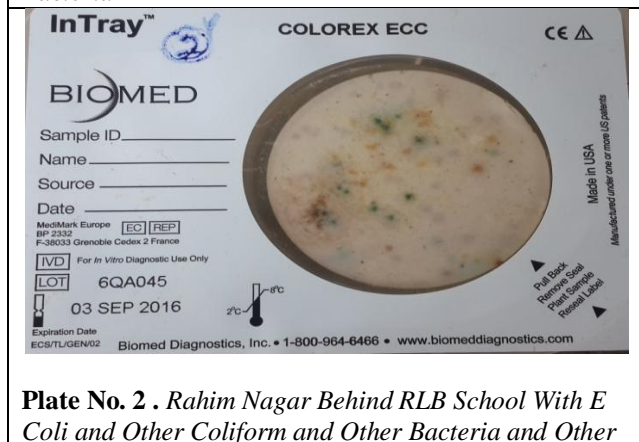 InTray™
COLOREX ECC
CE
BIOMED
Sample ID
Name
Source
Date
MediMark Europe
BP 2332
F-38033 Grenoble Cedex 2 France
EC REP
IVD For In Vitro Diagnostic Use Only
LOT 6QA045
03 SEP 2016
Expiration Date
ECS/TL/GEN/02
2°C
8°C
Biomed Diagnostics, Inc. • 1-800-964-6466 • www.biomeddiagnostics.com
Made in USA
Manufactured under one or more US patents
Pull Back
Remove Seal
Plant Sample
Reseal Label
Plate No. 2 . Rahim Nagar Behind RLB School With E
Coli and Other Coliform and Other Bacteria and Other